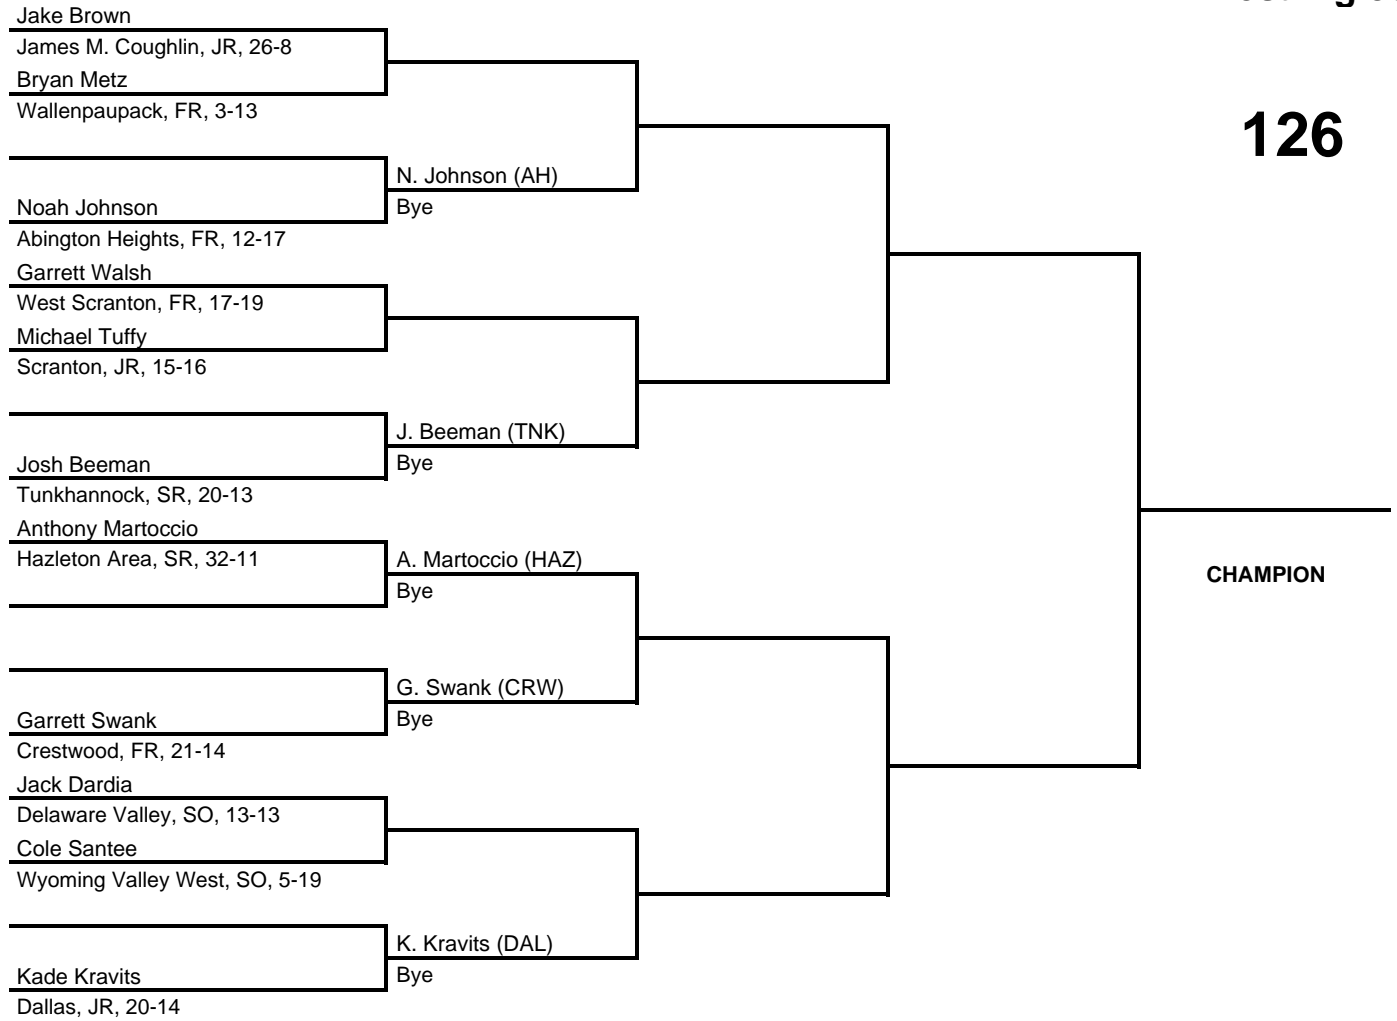 Jake Brown
James M. Coughlin, JR, 26-8
Bryan Metz
Wallenpaupack, FR, 3-13
126
N. Johnson (AH)
Noah Johnson
Bye
Abington Heights, FR, 12-17
Garrett Walsh
West Scranton, FR, 17-19
Michael Tuffy
Scranton, JR, 15-16
J. Beeman (TNK)
Josh Beeman
Bye
Tunkhannock, SR, 20-13
Anthony Martoccio
Hazleton Area, SR, 32-11
A. Martoccio (HAZ)
Bye
CHAMPION
G. Swank (CRW)
Garrett Swank
Bye
Crestwood, FR, 21-14
Jack Dardia
Delaware Valley, SO, 13-13
Cole Santee
Wyoming Valley West, SO, 5-19
K. Kravits (DAL)
Kade Kravits
Bye
Dallas, JR, 20-14